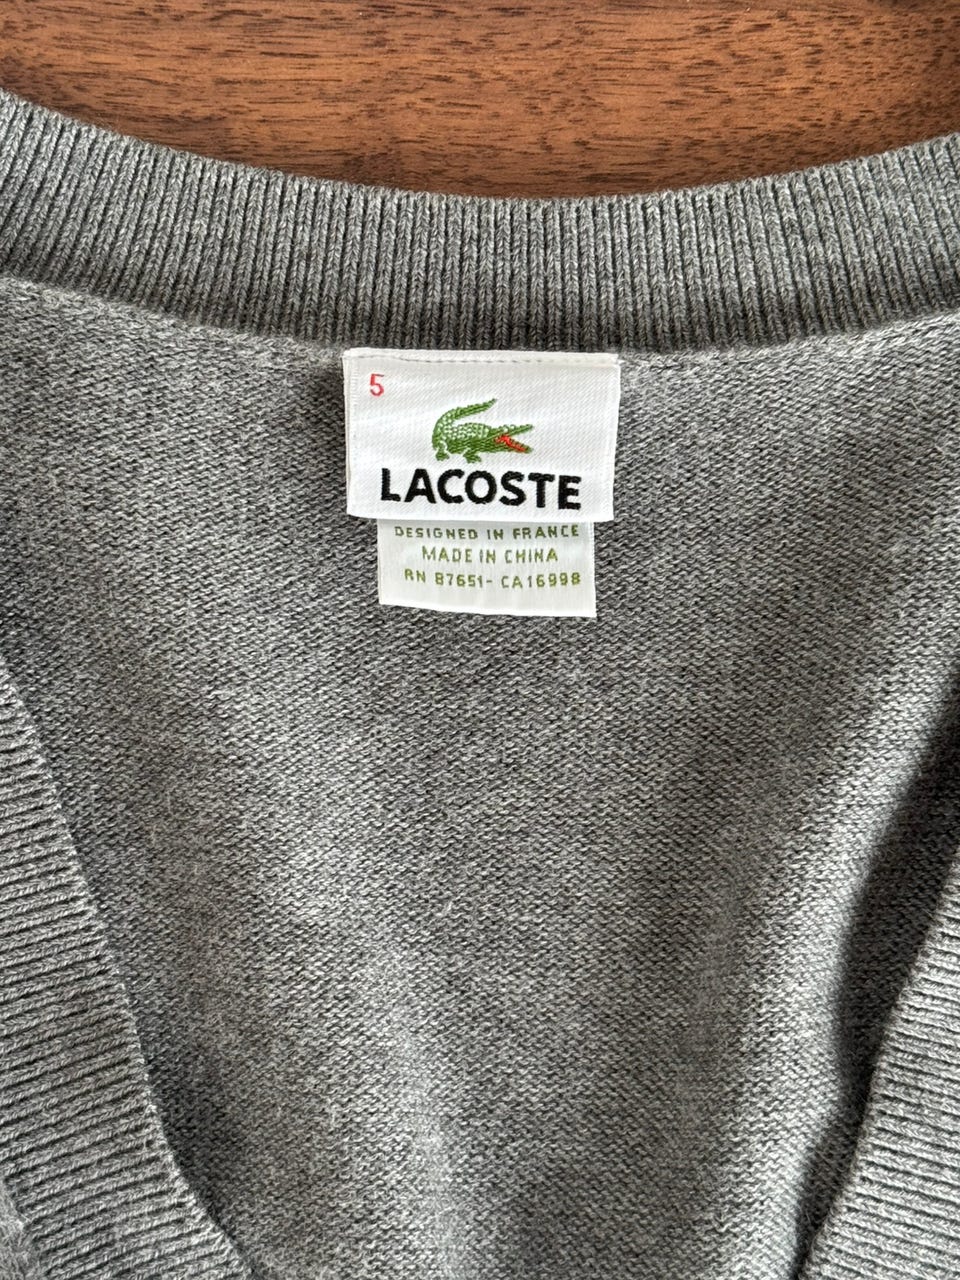 5
LACOSTE
DESIGNED IN FRANCE
MADE IN CHINA
RN 87651- CA16998